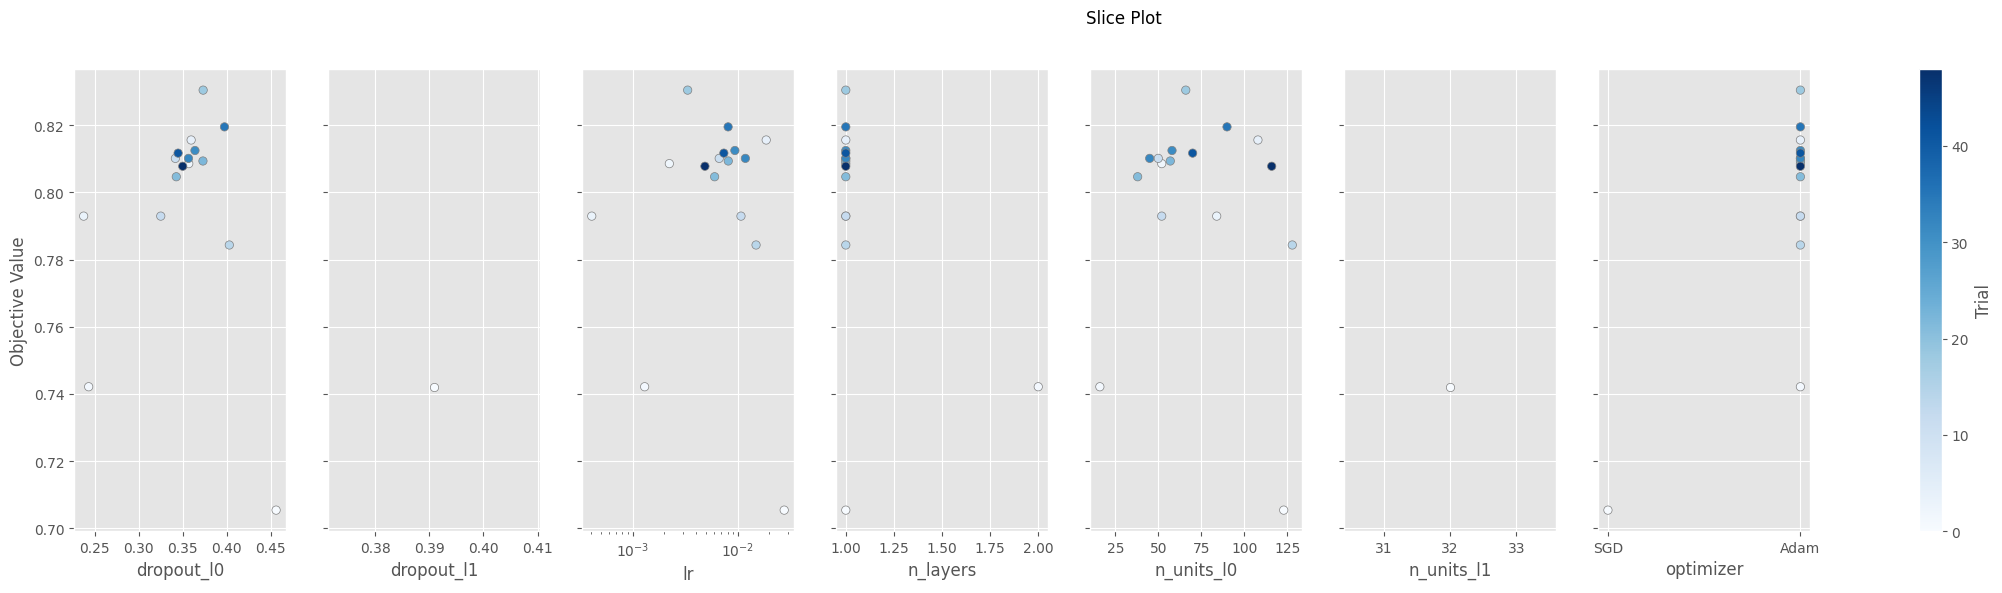 Slice Plot
Objective Value
0.82
0.80
0.78
0.76
0.74
0.72
0.70
0.25 0.30 0.35 0.40 0.45
dropout_l0
0.38 0.39 0.40 0.41
dropout_l1
10⁻³ 10⁻²
lr
1.00 1.25 1.50 1.75 2.00
n_layers
25 50 75 100 125
n_units_l0
31 32 33
n_units_l1
SGD Adam
optimizer
40
30
20
10
0
Trial